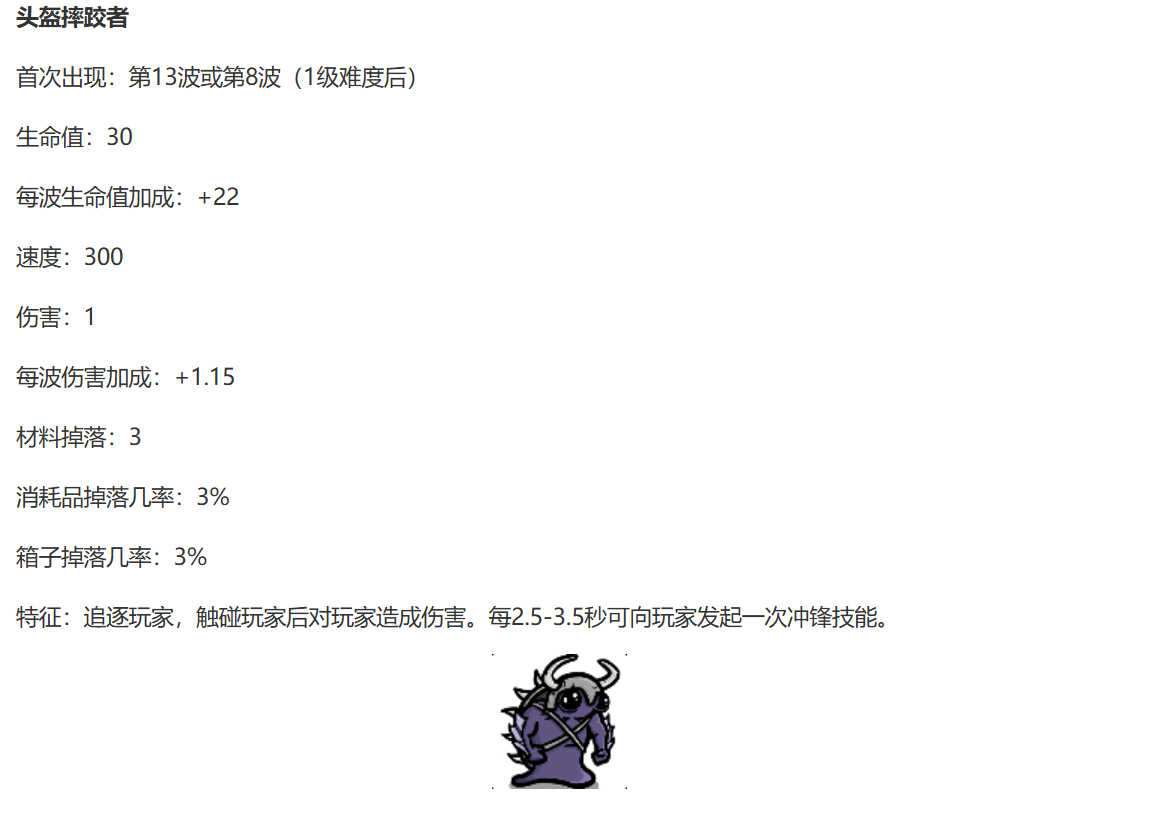 头盔摔跤者
首次出现：第13波或第8波（1级难度后）
生命值：30
每波生命值加成：+22
速度：300
伤害：1
每波伤害加成：+1.15
材料掉落：3
消耗品掉落几率：3%
箱子掉落几率：3%
特征：追逐玩家，触碰玩家后对玩家造成伤害。每2.5-3.5秒可向玩家发起一次冲锋技能。